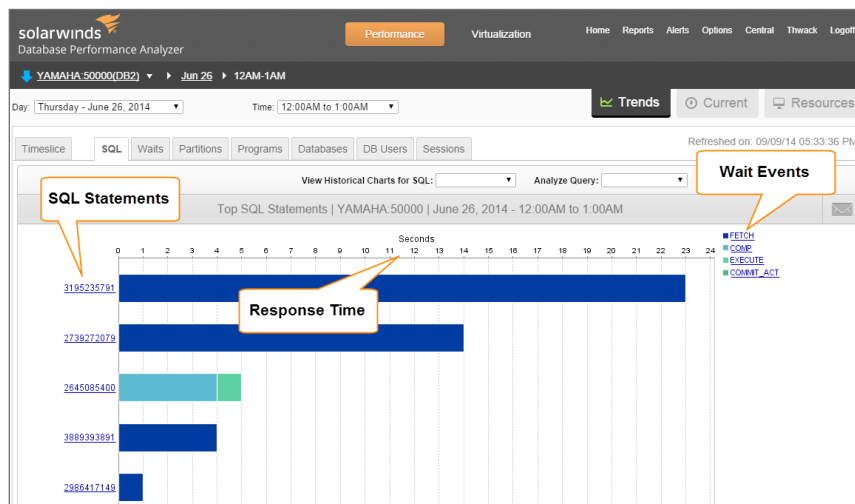 solarwinds
Database Performance Analyzer
Performance
Virtualization
Home Reports Alerts Options Central Thwack Logoff
YAMAHA:50000(DB2) Jun 26 12AM-1AM
Day: Thursday - June 26, 2014
Time: 12:00AM to 1:00AM
Trends
Current
Resources
Refreshed on: 09/09/14 05:33:36 PM
Timeslice SQL Waits Partitions Programs Databases DB Users Sessions
View Historical Charts for SQL:
Analyze Query:
SQL Statements
Wait Events
Top SQL Statements | YAMAHA:50000 | June 26, 2014 - 12:00AM to 1:00AM
Seconds
0 1 2 3 4 5 6 7 8 9 10 11 12 13 14 15 16 17 18 19 20 21 22 23 24
FETCH
COMP
EXECUTE
COMMIT_ACT
3195235791
Response Time
2739272079
2645085400
3889393891
2986417149